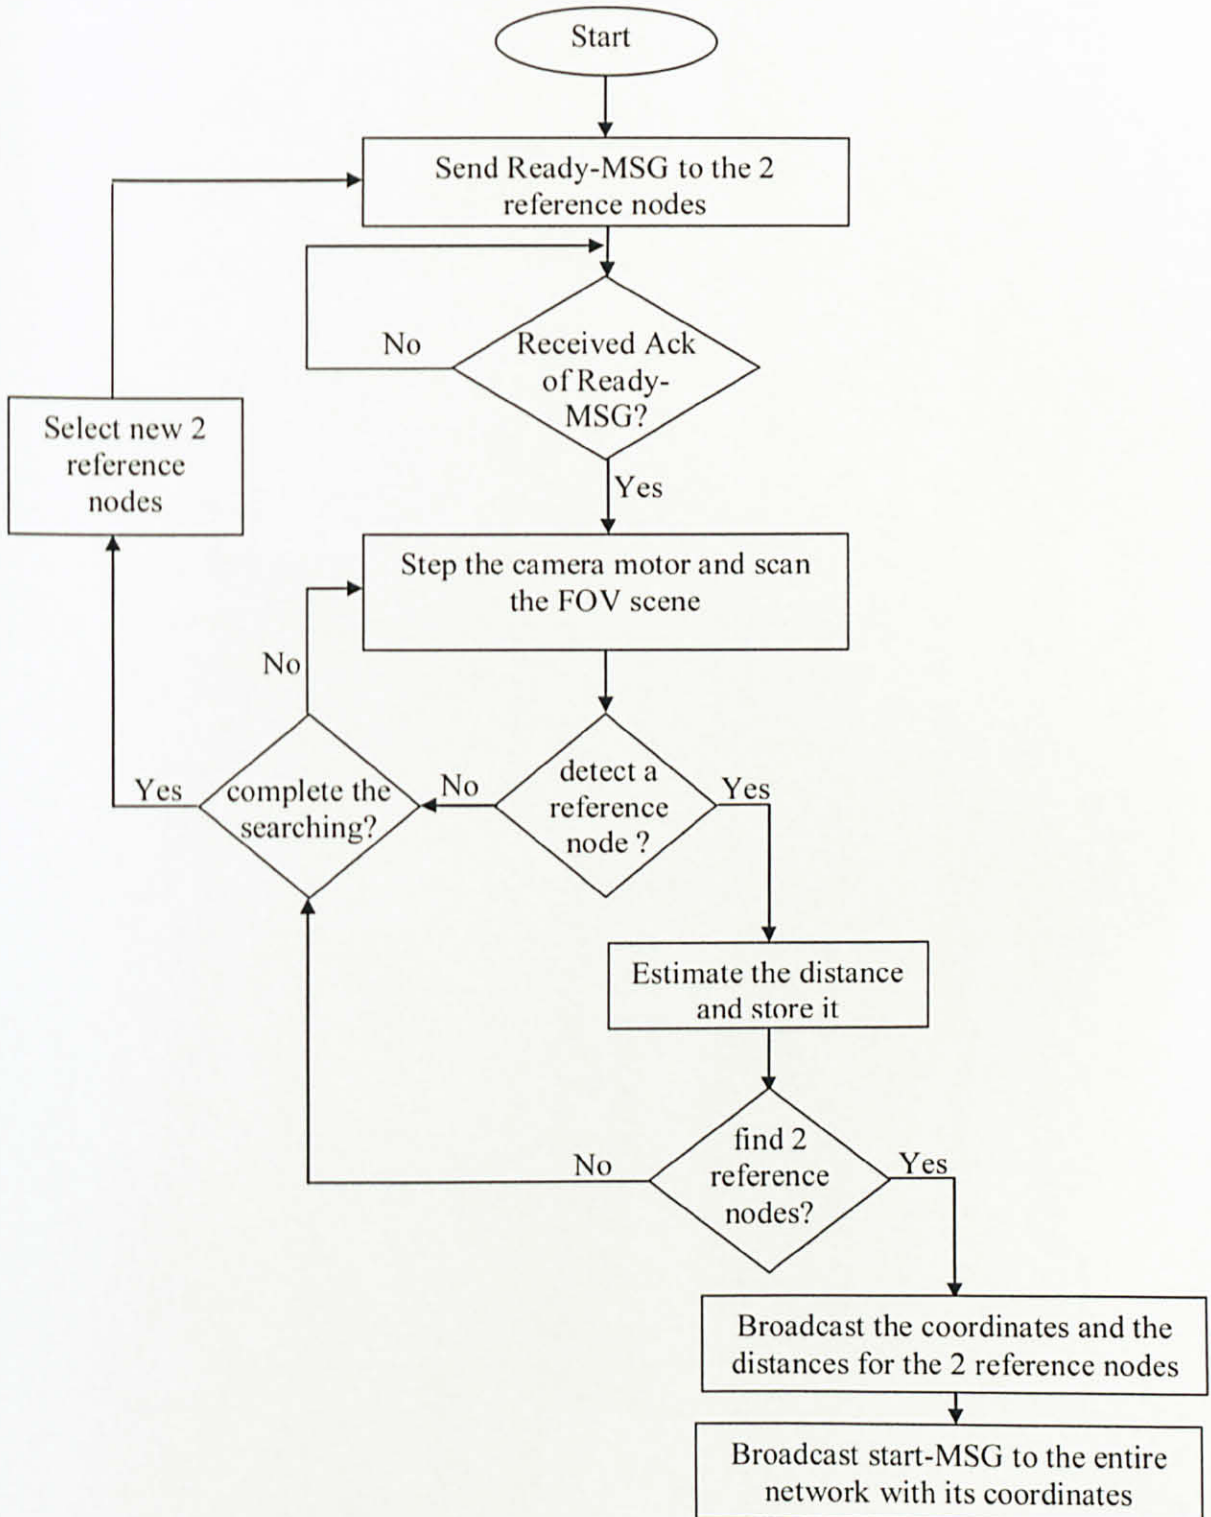 Start
Send Ready-MSG to the 2
reference nodes
No
Received Ack
of Ready-
MSG?
Select new 2
reference
nodes
Yes
Step the camera motor and scan
the FOV scene
No
Yes
complete the
searching?
No
detect a
reference
node ?
Yes
Estimate the distance
and store it
No
find 2
reference
nodes?
Yes
Broadcast the coordinates and the
distances for the 2 reference nodes
Broadcast start-MSG to the entire
network with its coordinates